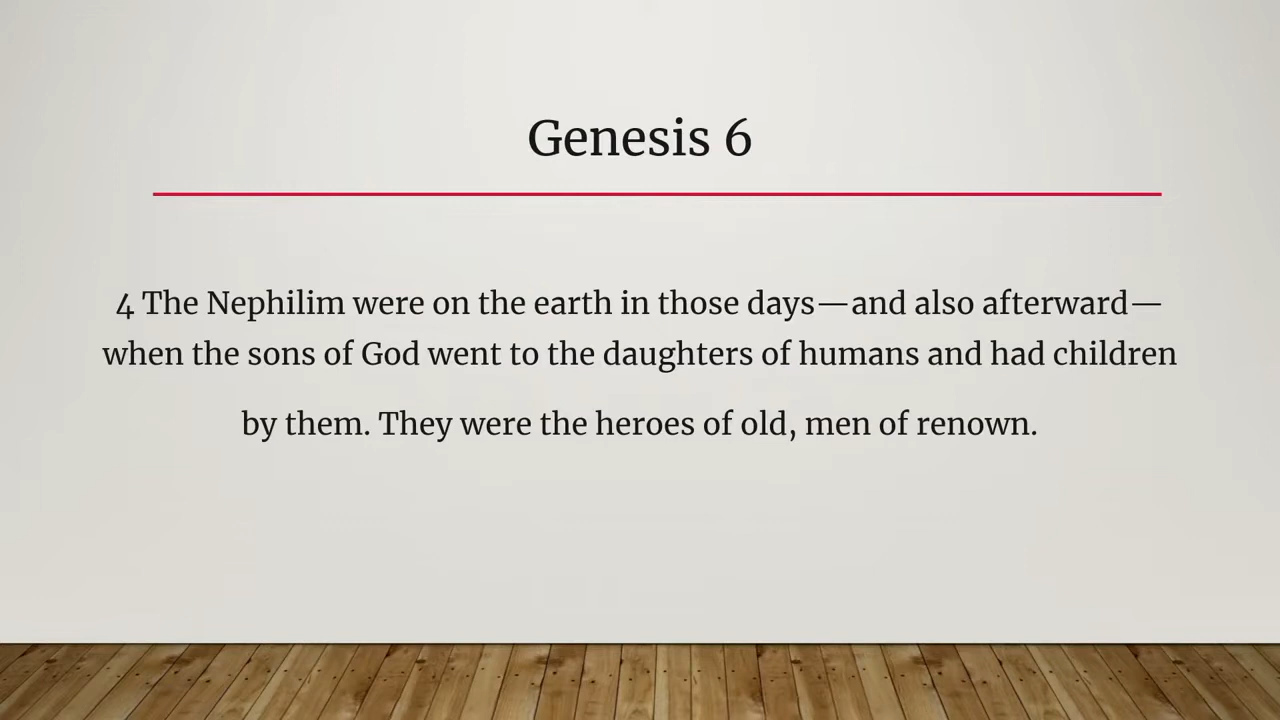 Genesis 6
4 The Nephilim were on the earth in those days—and also afterward—
when the sons of God went to the daughters of humans and had children
by them. They were the heroes of old, men of renown.